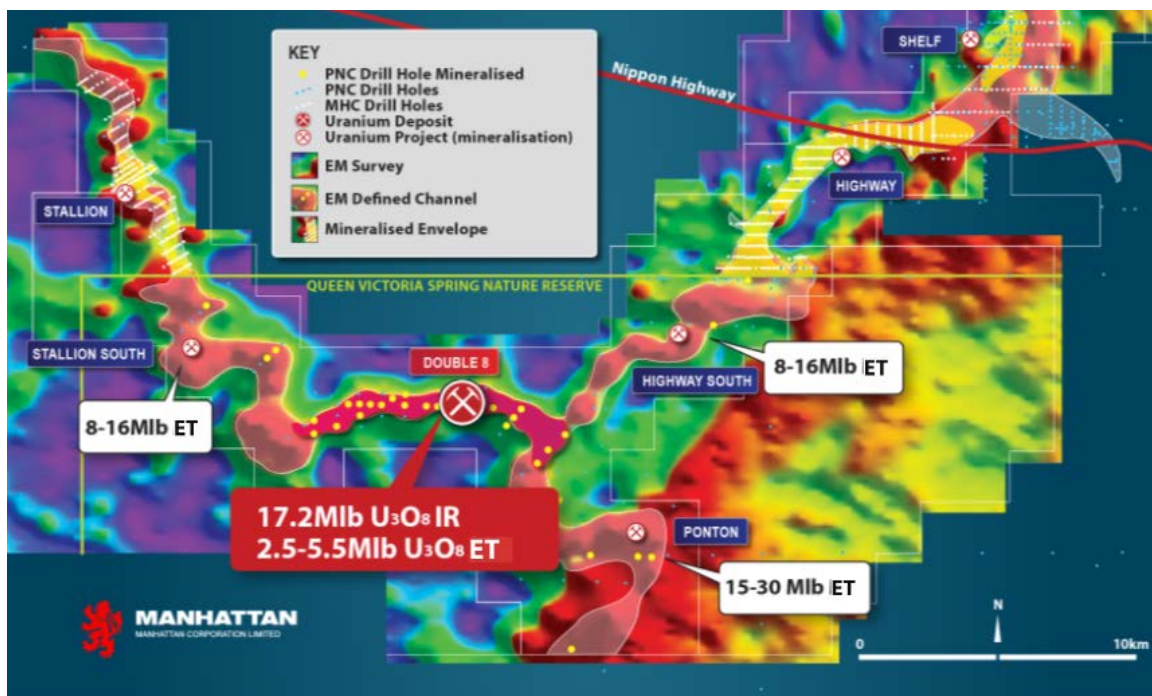 KEY
PNC Drill Hole Mineralised
PNC Drill Holes
MHC Drill Holes
Uranium Deposit
Uranium Project (mineralisation)
EM Survey
EM Defined Channel
Mineralised Envelope
Nippon Highway
SHELF
HIGHWAY
STALLION
QUEEN VICTORIA SPRING NATURE RESERVE
STALLION SOUTH
DOUBLE 8
HIGHWAY SOUTH
8-16Mlb ET
8-16Mlb ET
17.2Mlb U₃O₈ IR
2.5-5.5Mlb U₃O₈ ET
PONTON
15-30 Mlb ET
MANHATTAN
MANHATTAN CORPORATION LIMITED
N
0 10km